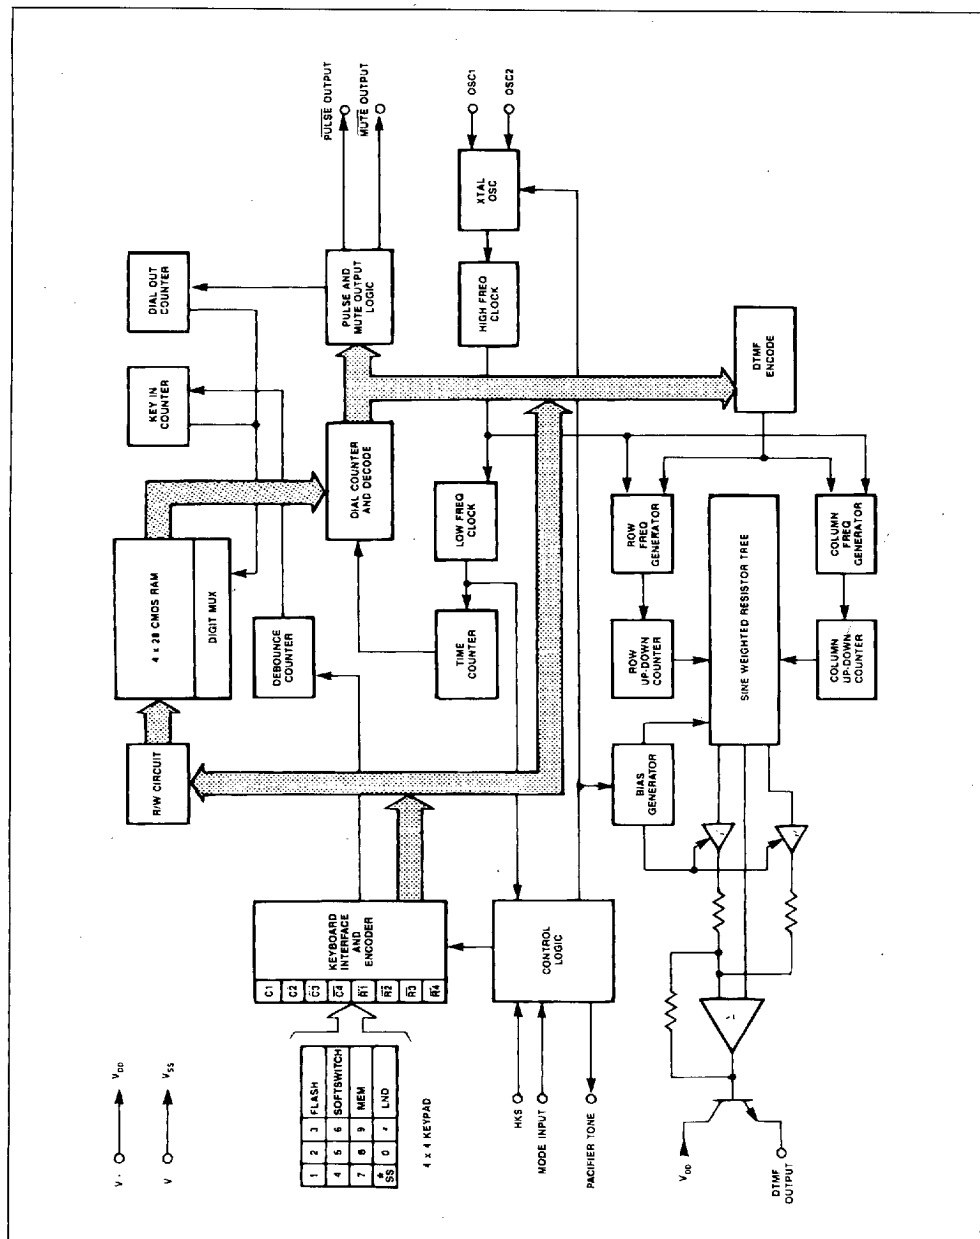 V
V
V_DD
V_SS
1 2 3 FLASH
4 5 6 SOFTSWITCH
7 8 9 MEM
* SS 0 LND
4 x 4 KEYPAD
C1
C2
C3
C4
R1
R2
R3
R4
KEYBOARD
INTERFACE
AND
ENCODER
R/W CIRCUIT
4 x 28 CMOS RAM
DIGIT MUX
DEBOUNCE
COUNTER
KEY IN
COUNTER
DIAL OUT
COUNTER
DIAL COUNTER
AND DECODE
PULSE AND
MUTE OUTPUT
LOGIC
PULSE OUTPUT
MUTE OUTPUT
HKS
MODE INPUT
PACIFIER TONE
CONTROL
LOGIC
TIME
COUNTER
LOW FREQ
CLOCK
HIGH FREQ
CLOCK
XTAL
OSC
OSC1
OSC2
BIAS
GENERATOR
ROW
UP-DOWN
COUNTER
ROW
FREQ
GENERATOR
DTMF
ENCODE
SINE WEIGHTED RESISTOR TREE
COLUMN
UP-DOWN
COUNTER
COLUMN
FREQ
GENERATOR
V_DD
DTMF
OUTPUT